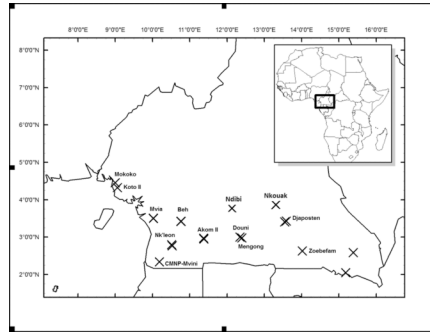 8°0'0"E 9°0'0"E 10°0'0"E 11°0'0"E 12°0'0"E 13°0'0"E 14°0'0"E 15°0'0"E 16°0'0"E
8°0'0"N
7°0'0"N
6°0'0"N
5°0'0"N
4°0'0"N
3°0'0"N
2°0'0"N
Mokoko
Koto II
Ndibi
Nkouak
Mvia
Beh
Djaposten
Nk'leon
Akom II
Douni
Mengong
Zoebefam
CMNP-Mvini